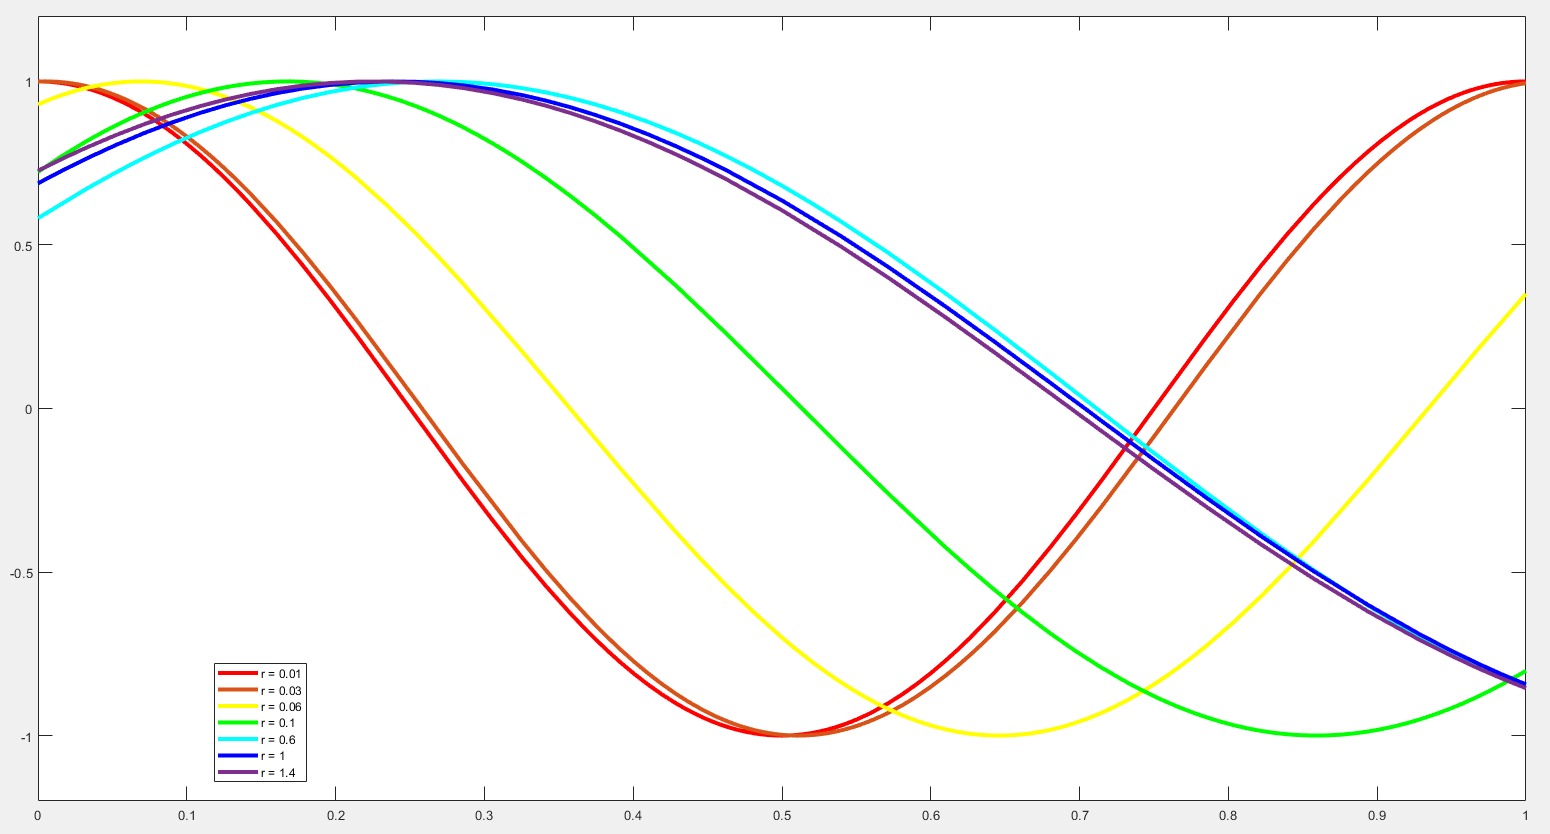 1
0.5
0
-0.5
-1
r = 0.01
r = 0.03
r = 0.06
r = 0.1
r = 0.6
r = 1
r = 1.4
0 0.1 0.2 0.3 0.4 0.5 0.6 0.7 0.8 0.9 1